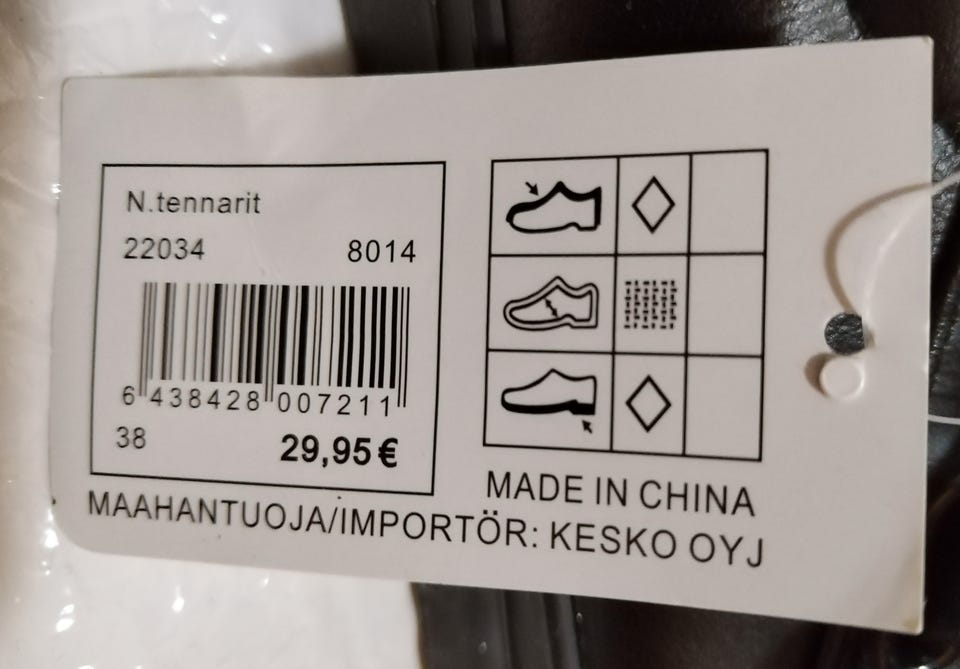 N.tennarit
22034 8014
6 438428 007211
38 29,95€
MADE IN CHINA
MAAHANTUOJA/IMPORTÖR: KESKO OYJ